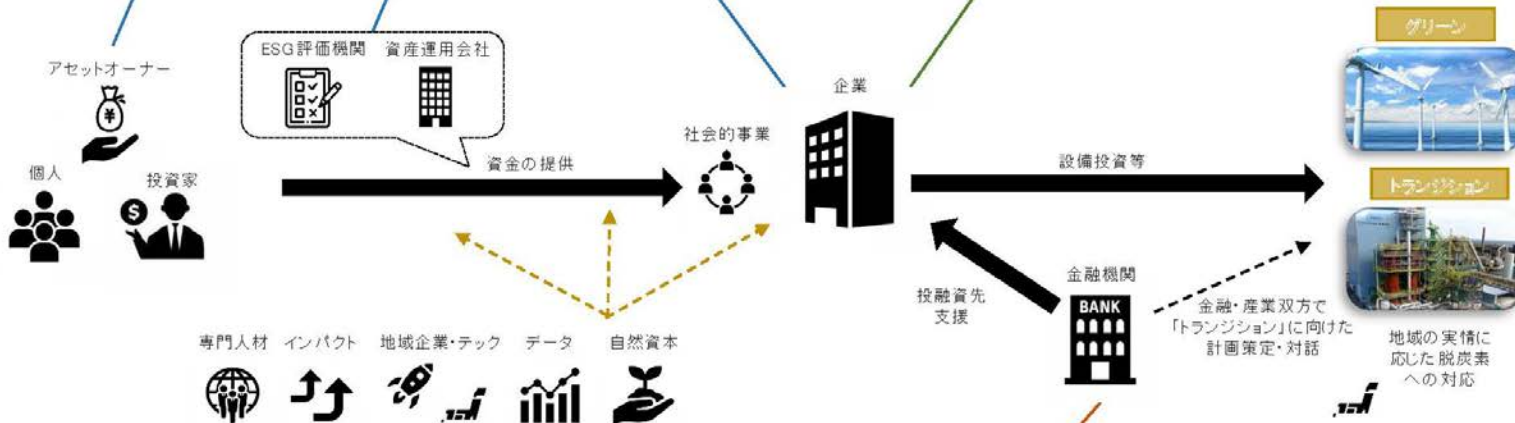 グリーン
ESG評価機関 資産運用会社
アセットオーナー
企業
社会的事業
資金の提供
設備投資等
個人
投資家
トランジション
金融機関
BANK
投融資先
支援
金融・産業双方で
「トランジション」に向けた
計画策定・対話
地域の実情に
応じた脱炭素
への対応
専門人材 インパクト 地域企業・テック データ 自然資本